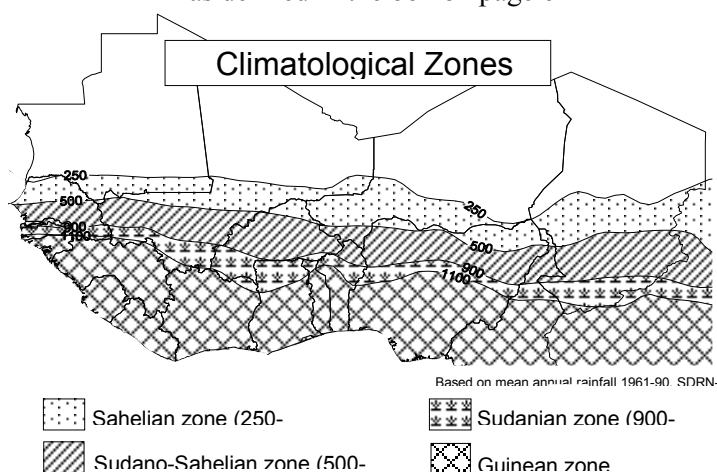 Climatological Zones
250
500
900
1100
250
500
900
1100
Based on mean annual rainfall 1961-90. SDRN-
Sahelian zone (250-
Sudanian zone (900-
Sudano-Sahelian zone (500-
Guinean zone